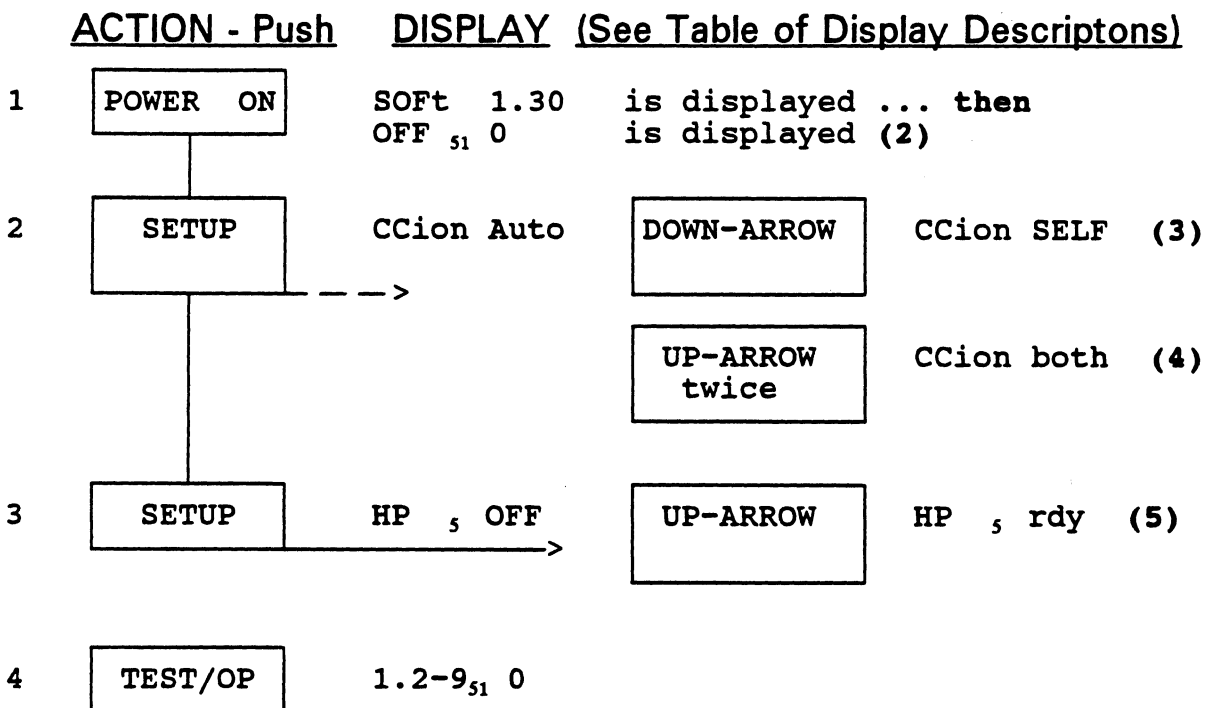 ACTION - Push DISPLAY (See Table of Display Descriptons)
1 POWER ON SOFt 1.30 is displayed ... then
OFF 51 0 is displayed (2)
2 SETUP CCion Auto DOWN-ARROW CCion SELF (3)
UP-ARROW CCion both (4)
twice
3 SETUP HP 5 OFF UP-ARROW HP 5 rdy (5)
4 TEST/OP 1.2-9 51 0